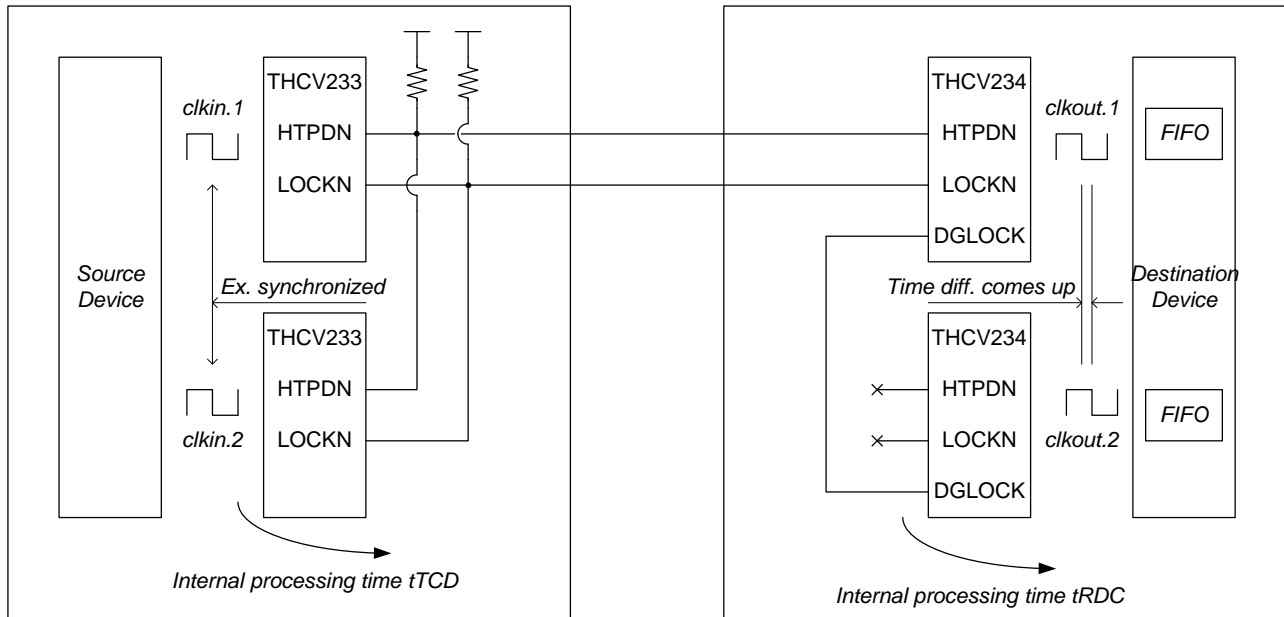 THCV233
clkin.1
HTPDN
LOCKN
Source
Device
Ex. synchronized
THCV233
HTPDN
clkin.2
LOCKN
Internal processing time tTCD
THCV234
clkout.1
HTPDN
FIFO
LOCKN
DGLOCK
Time diff. comes up
Destination
Device
THCV234
HTPDN
FIFO
LOCKN
clkout.2
DGLOCK
Internal processing time tRDC